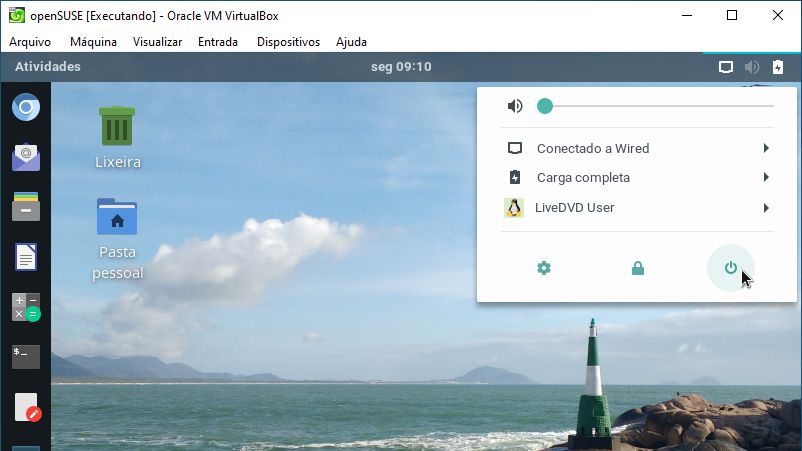 openSUSE [Executando] - Oracle VM VirtualBox
Arquivo Máquina Visualizar Entrada Dispositivos Ajuda
Atividades seg 09:10
Lixeira
Pasta
pessoal
Conectado a Wired
Carga completa
LiveDVD User